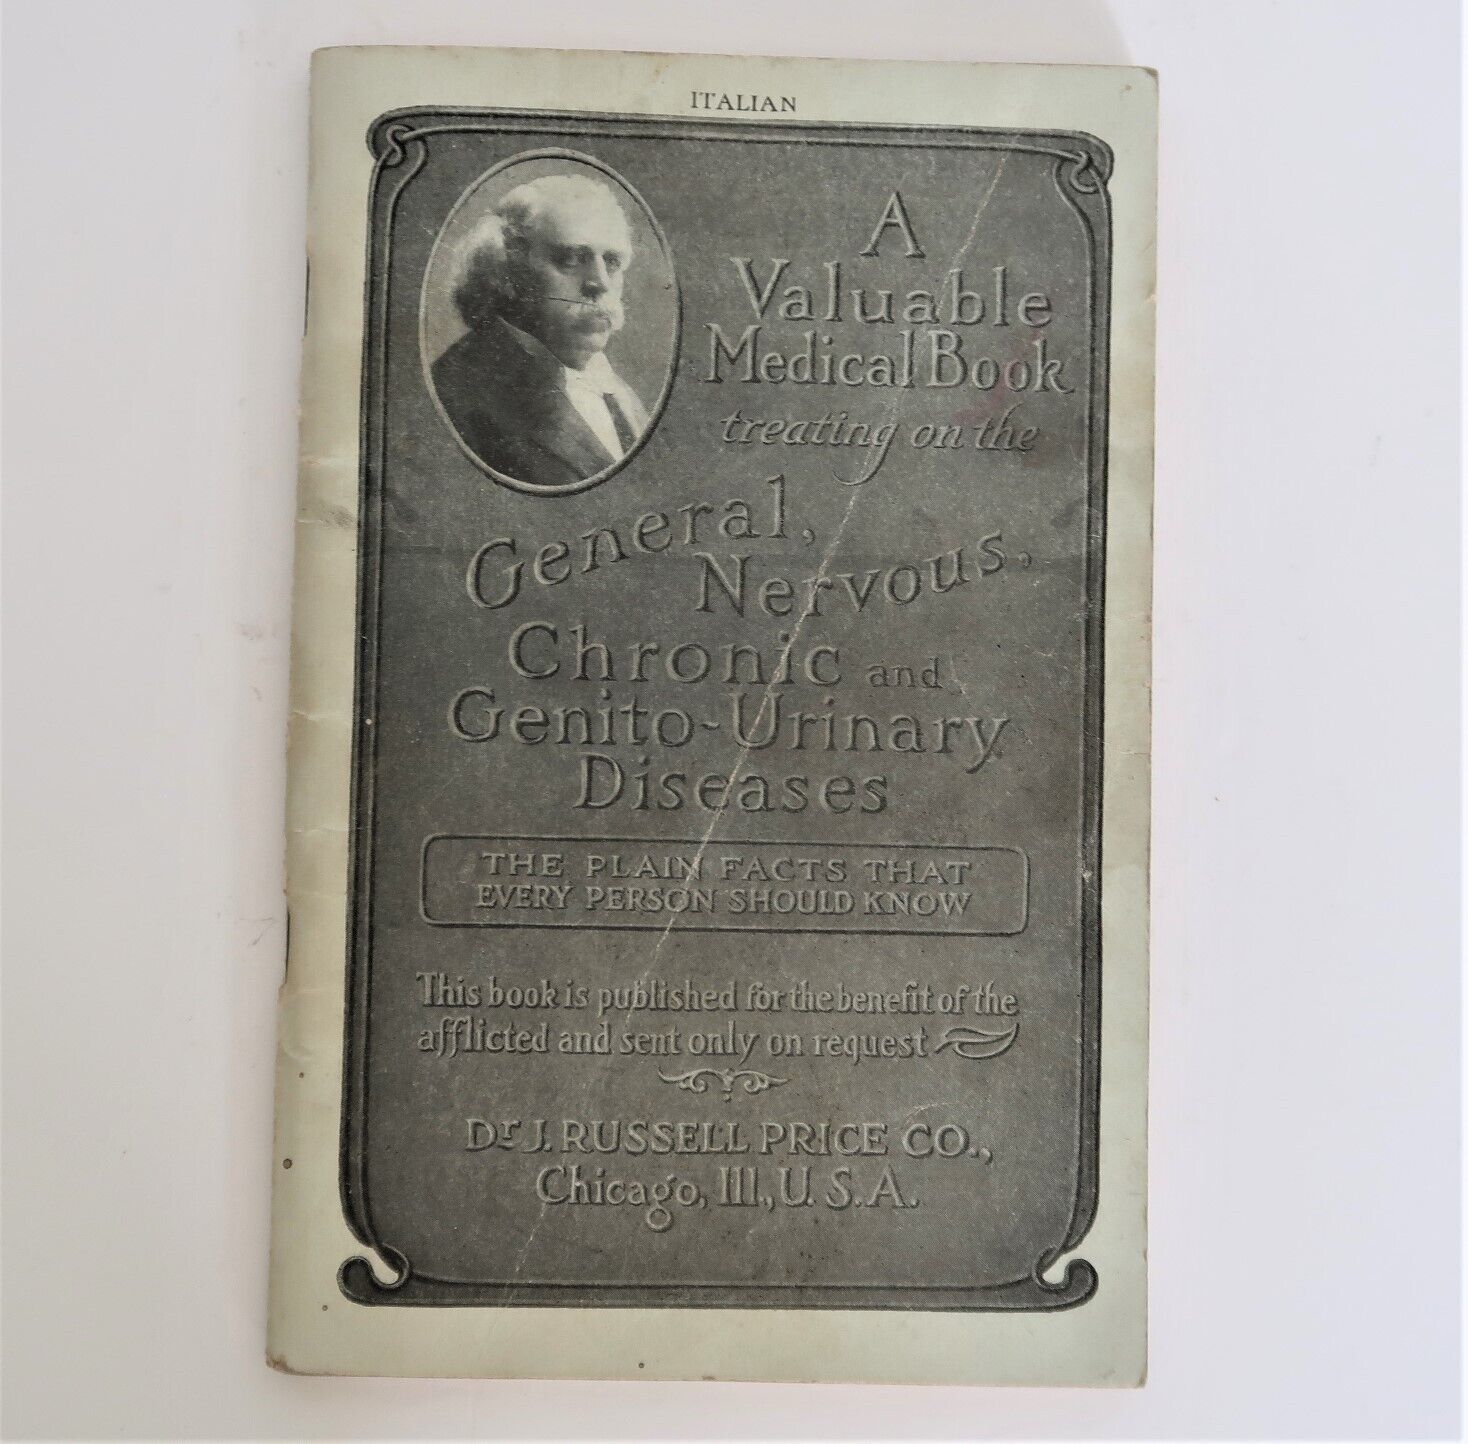 ITALIAN
A
Valuable
Medical Book
treating on the
General,
Nervous,
Chronic and
Genito-Urinary
Diseases
THE PLAIN FACTS THAT
EVERY PERSON SHOULD KNOW
This book is published for the benefit of the
afflicted and sent only on request
Dr J. RUSSELL PRICE CO.,
Chicago, Ill., U.S.A.